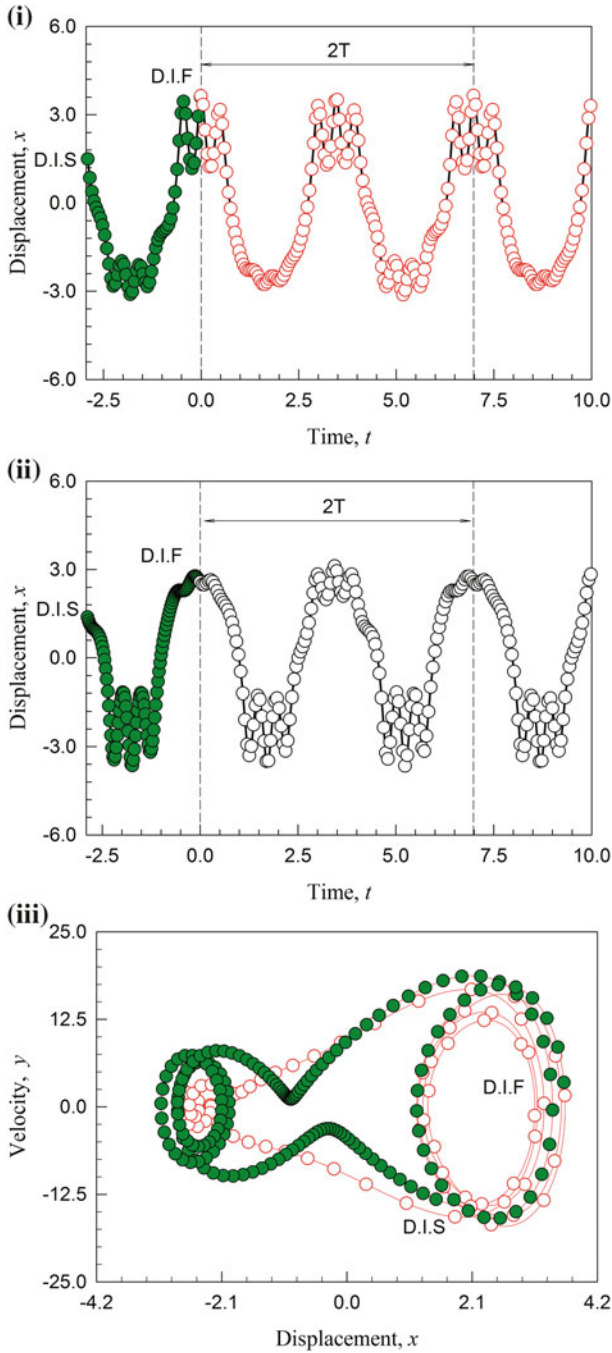 (i)
6.0
3.0
0.0
-3.0
-6.0
Displacement, x
D.I.F
D.I.S
2T
-2.5 0.0 2.5 5.0 7.5 10.0
Time, t
(ii)
6.0
3.0
0.0
-3.0
-6.0
Displacement, x
D.I.F
D.I.S
2T
-2.5 0.0 2.5 5.0 7.5 10.0
Time, t
(iii)
25.0
12.5
0.0
-12.5
-25.0
Velocity, y
D.I.F
D.I.S
-4.2 -2.1 0.0 2.1 4.2
Displacement, x